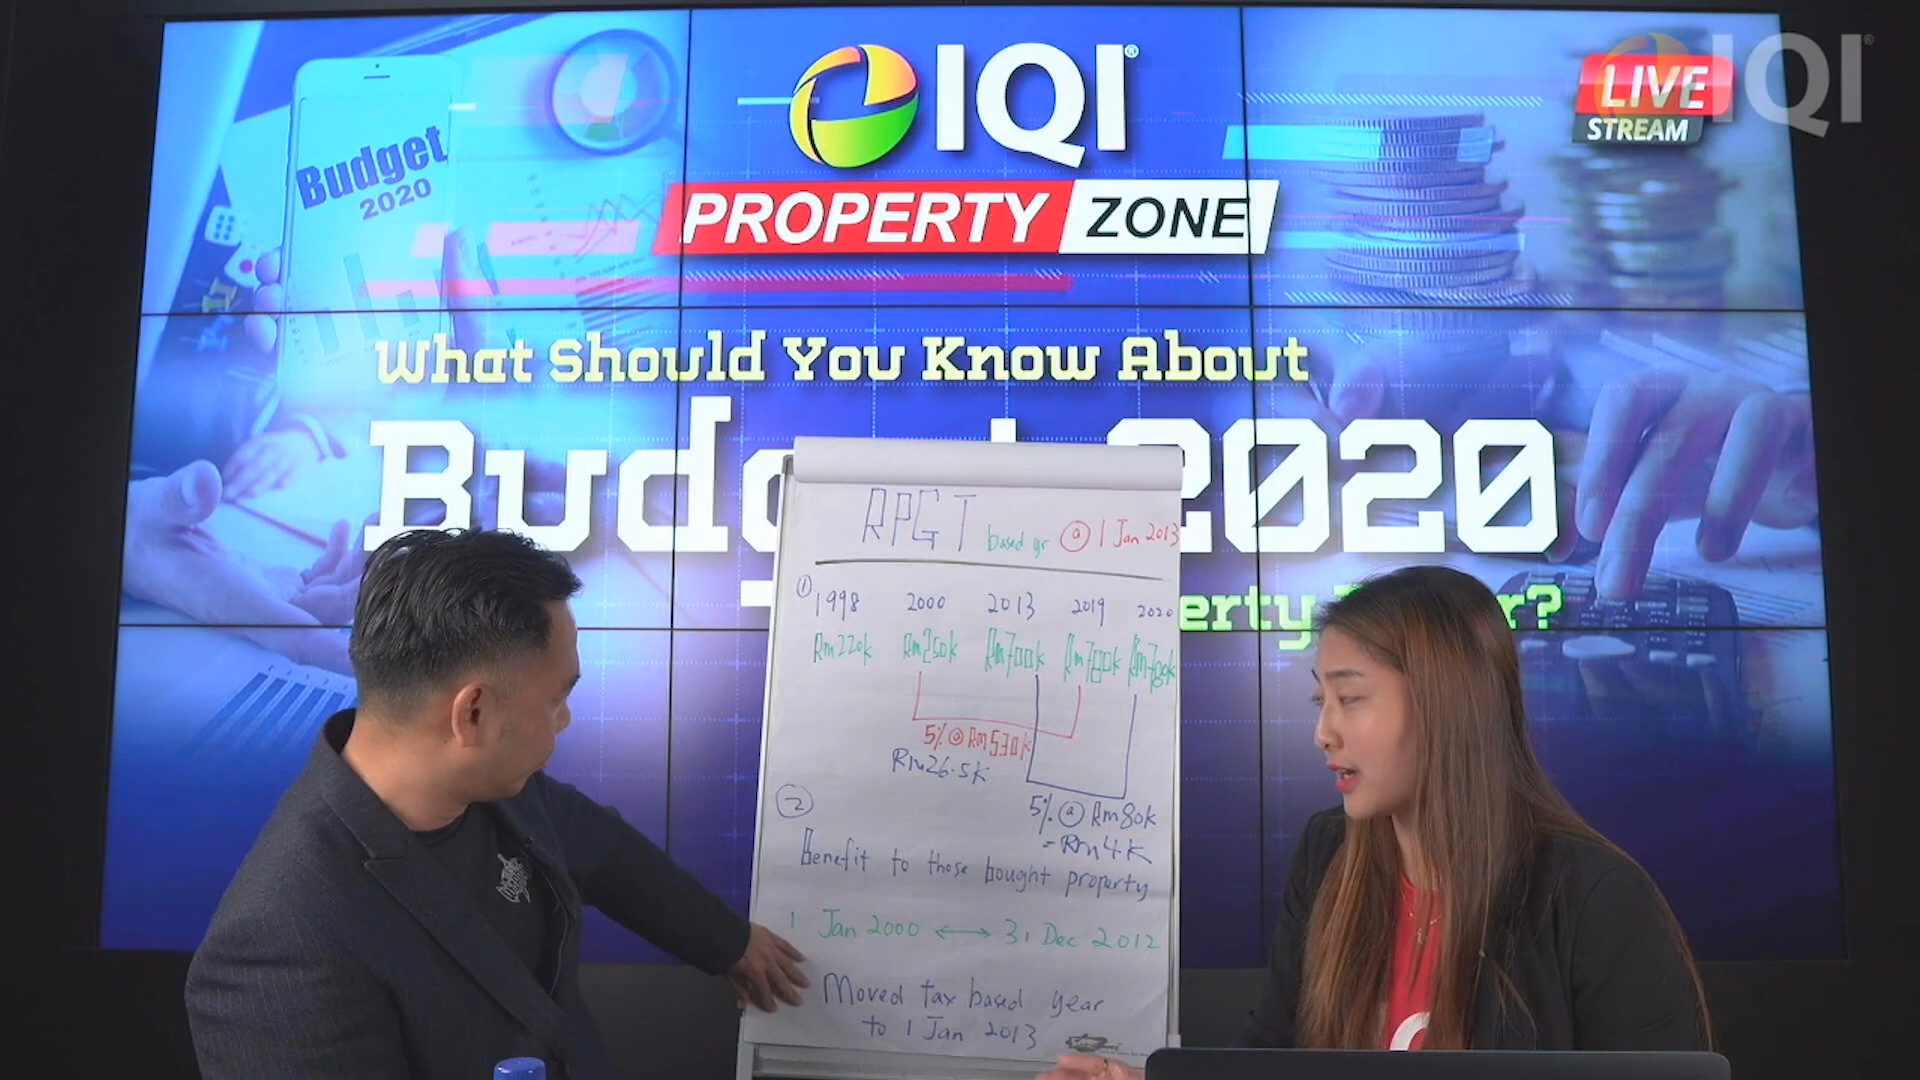 IQI
LIVE
STREAM
IQI
Budget
2020
PROPERTY ZONE
What Should You Know About
2020
RPGT based yr @ 1 Jan 2013
1 1998 2000 2013 2019 2020
Rm220k Rm250k Rm700k Rm780k Rm780k
5% @ Rm530k
Rm26.5k
5% @ Rm80k
= Rm4K
2
Benefit to those bought property
1 Jan 2000 ↔ 31 Dec 2012
Moved tax based year
to 1 Jan 2013